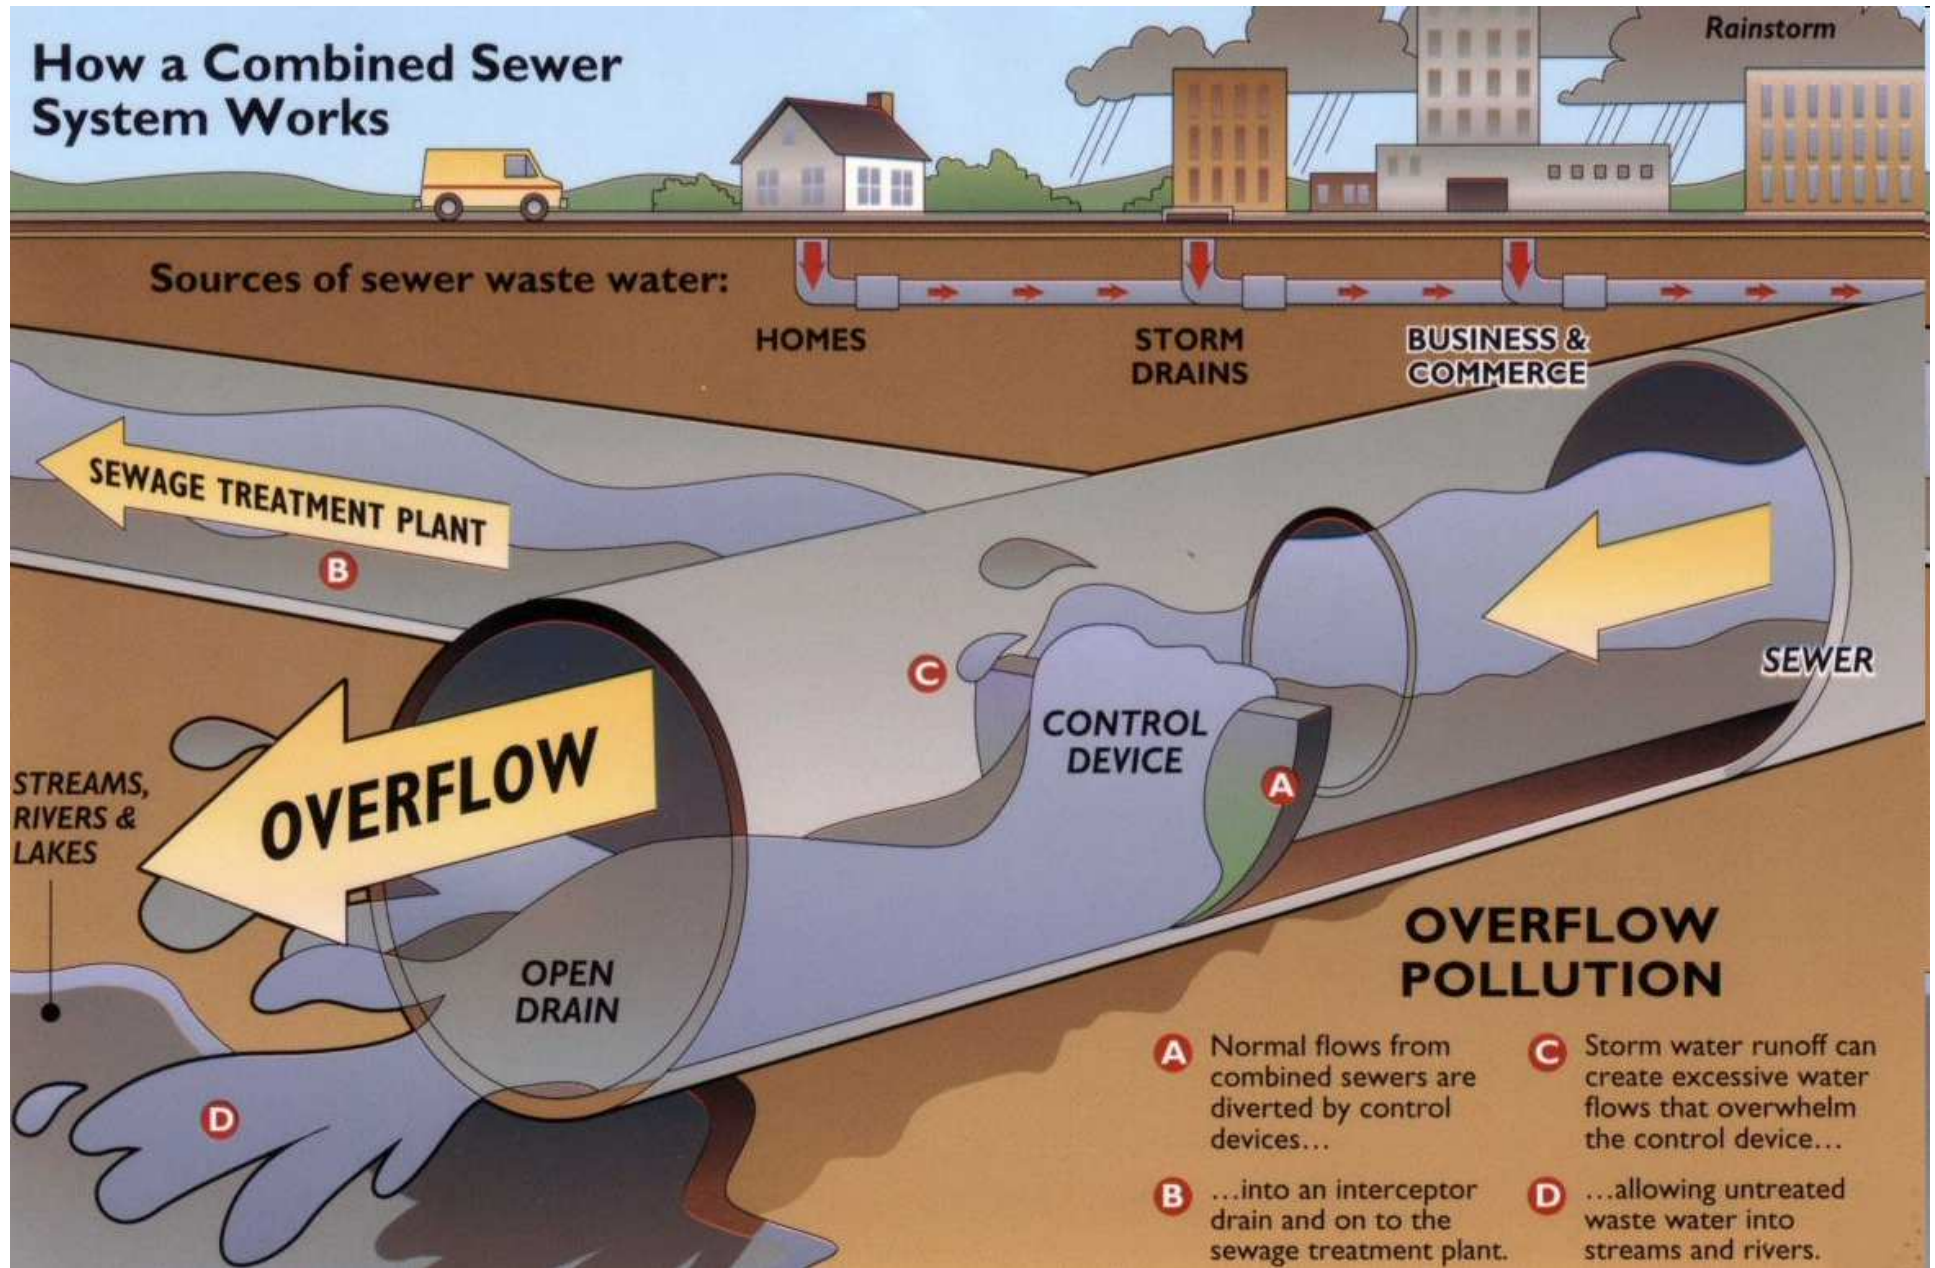 How a Combined Sewer
System Works
Rainstorm
Sources of sewer waste water:
HOMES
STORM
DRAINS
BUSINESS &
COMMERCE
SEWAGE TREATMENT PLANT
B
C
CONTROL
DEVICE
A
SEWER
OVERFLOW
STREAMS,
RIVERS &
LAKES
OPEN
DRAIN
D
OVERFLOW
POLLUTION
A Normal flows from
combined sewers are
diverted by control
devices...
B ...into an interceptor
drain and on to the
sewage treatment plant.
C Storm water runoff can
create excessive water
flows that overwhelm
the control device...
D ...allowing untreated
waste water into
streams and rivers.